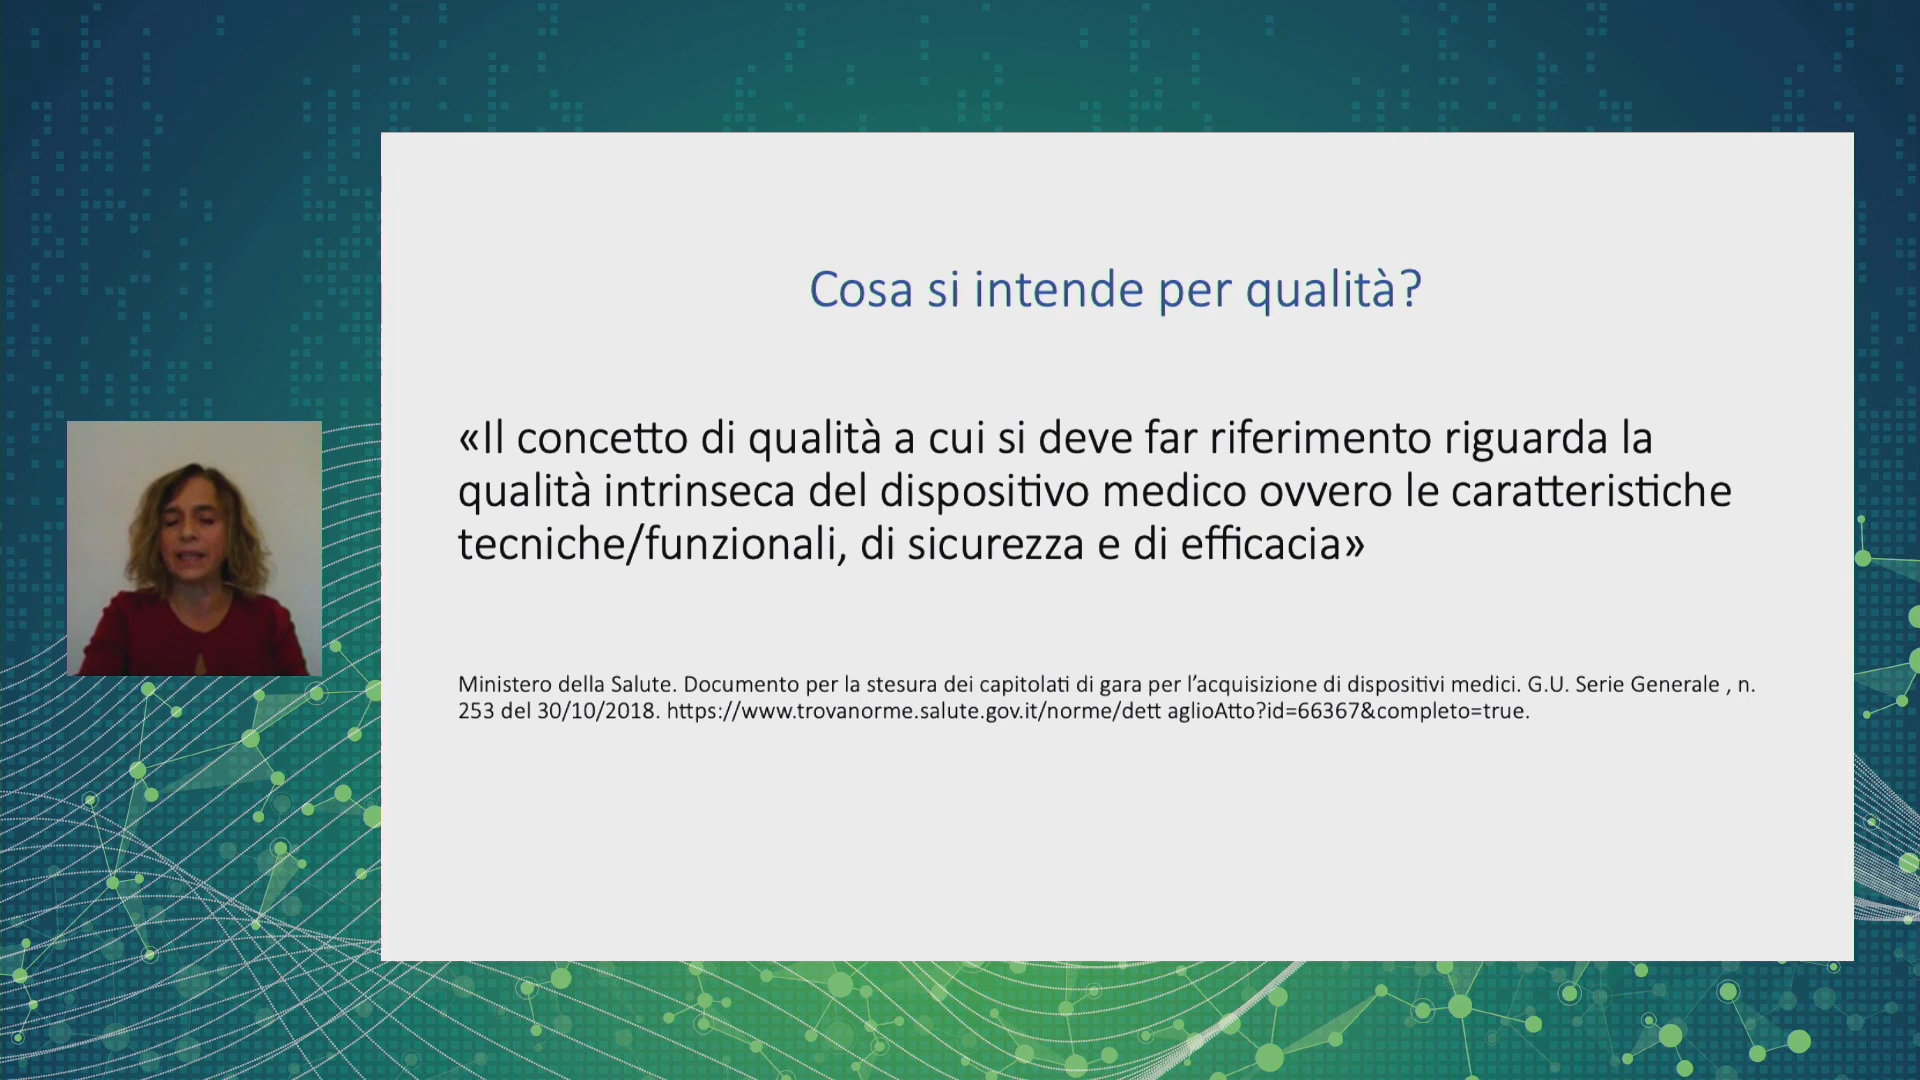 Cosa si intende per qualità?
«Il concetto di qualità a cui si deve far riferimento riguarda la
qualità intrinseca del dispositivo medico ovvero le caratteristiche
tecniche/funzionali, di sicurezza e di efficacia»
Ministero della Salute. Documento per la stesura dei capitolati di gara per l’acquisizione di dispositivi medici. G.U. Serie Generale , n.
253 del 30/10/2018. https://www.trovanorme.salute.gov.it/norme/dett aglioAtto?id=66367&completo=true.